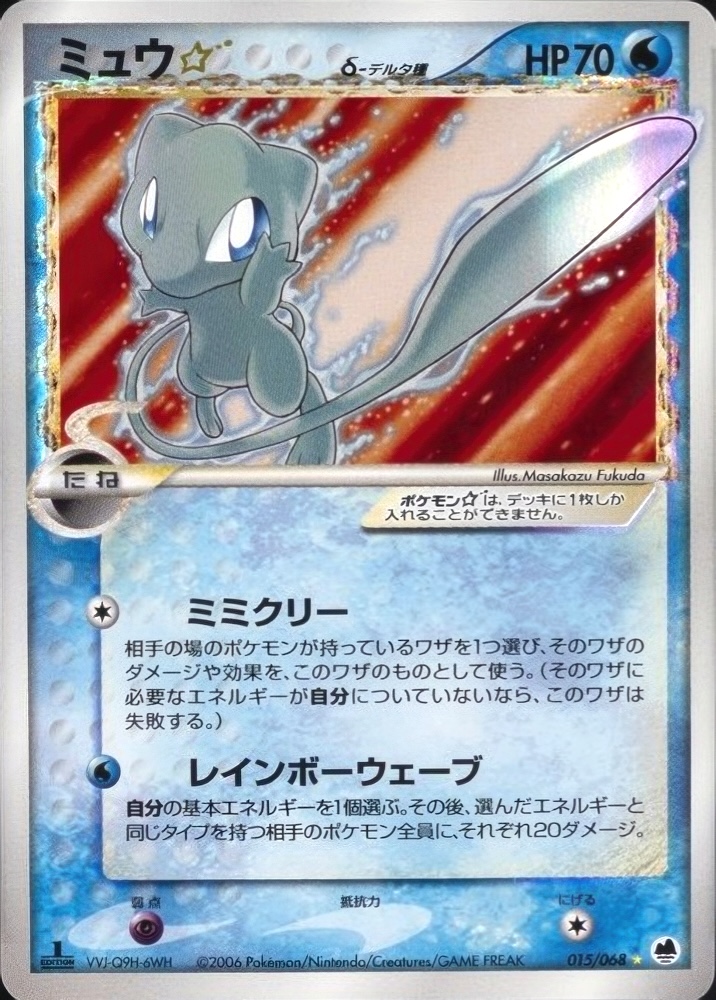 ミュウ☆
δ-デルタ種
HP70
たね
Illus. Masakazu Fukuda
ポケモン☆は、デッキに1枚しか
入れることができません。
ミミクリー
相手の場のポケモンが持っているワザを1つ選び、そのワザの
ダメージや効果を、このワザのものとして使う。(そのワザに
必要なエネルギーが自分についていないなら、このワザは
失敗する。)
レインボーウェーブ
自分の基本エネルギーを1個選ぶ。その後、選んだエネルギーと
同じタイプを持つ相手のポケモン全員に、それぞれ20ダメージ。
弱点
抵抗力
にげる
1
EDITION
VVJ-Q9H-6WH
©2006 Pokémon/Nintendo/Creatures/GAME FREAK
015/068 ★